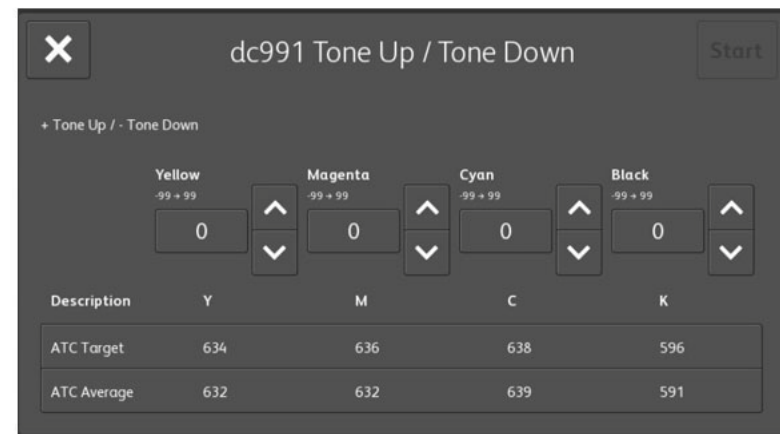 dc991 Tone Up / Tone Down Start
+ Tone Up / - Tone Down
Yellow Magenta Cyan Black
-99 → 99 -99 → 99 -99 → 99 -99 → 99
0 0 0 0
Description Y M C K
ATC Target 634 636 638 596
ATC Average 632 632 639 591